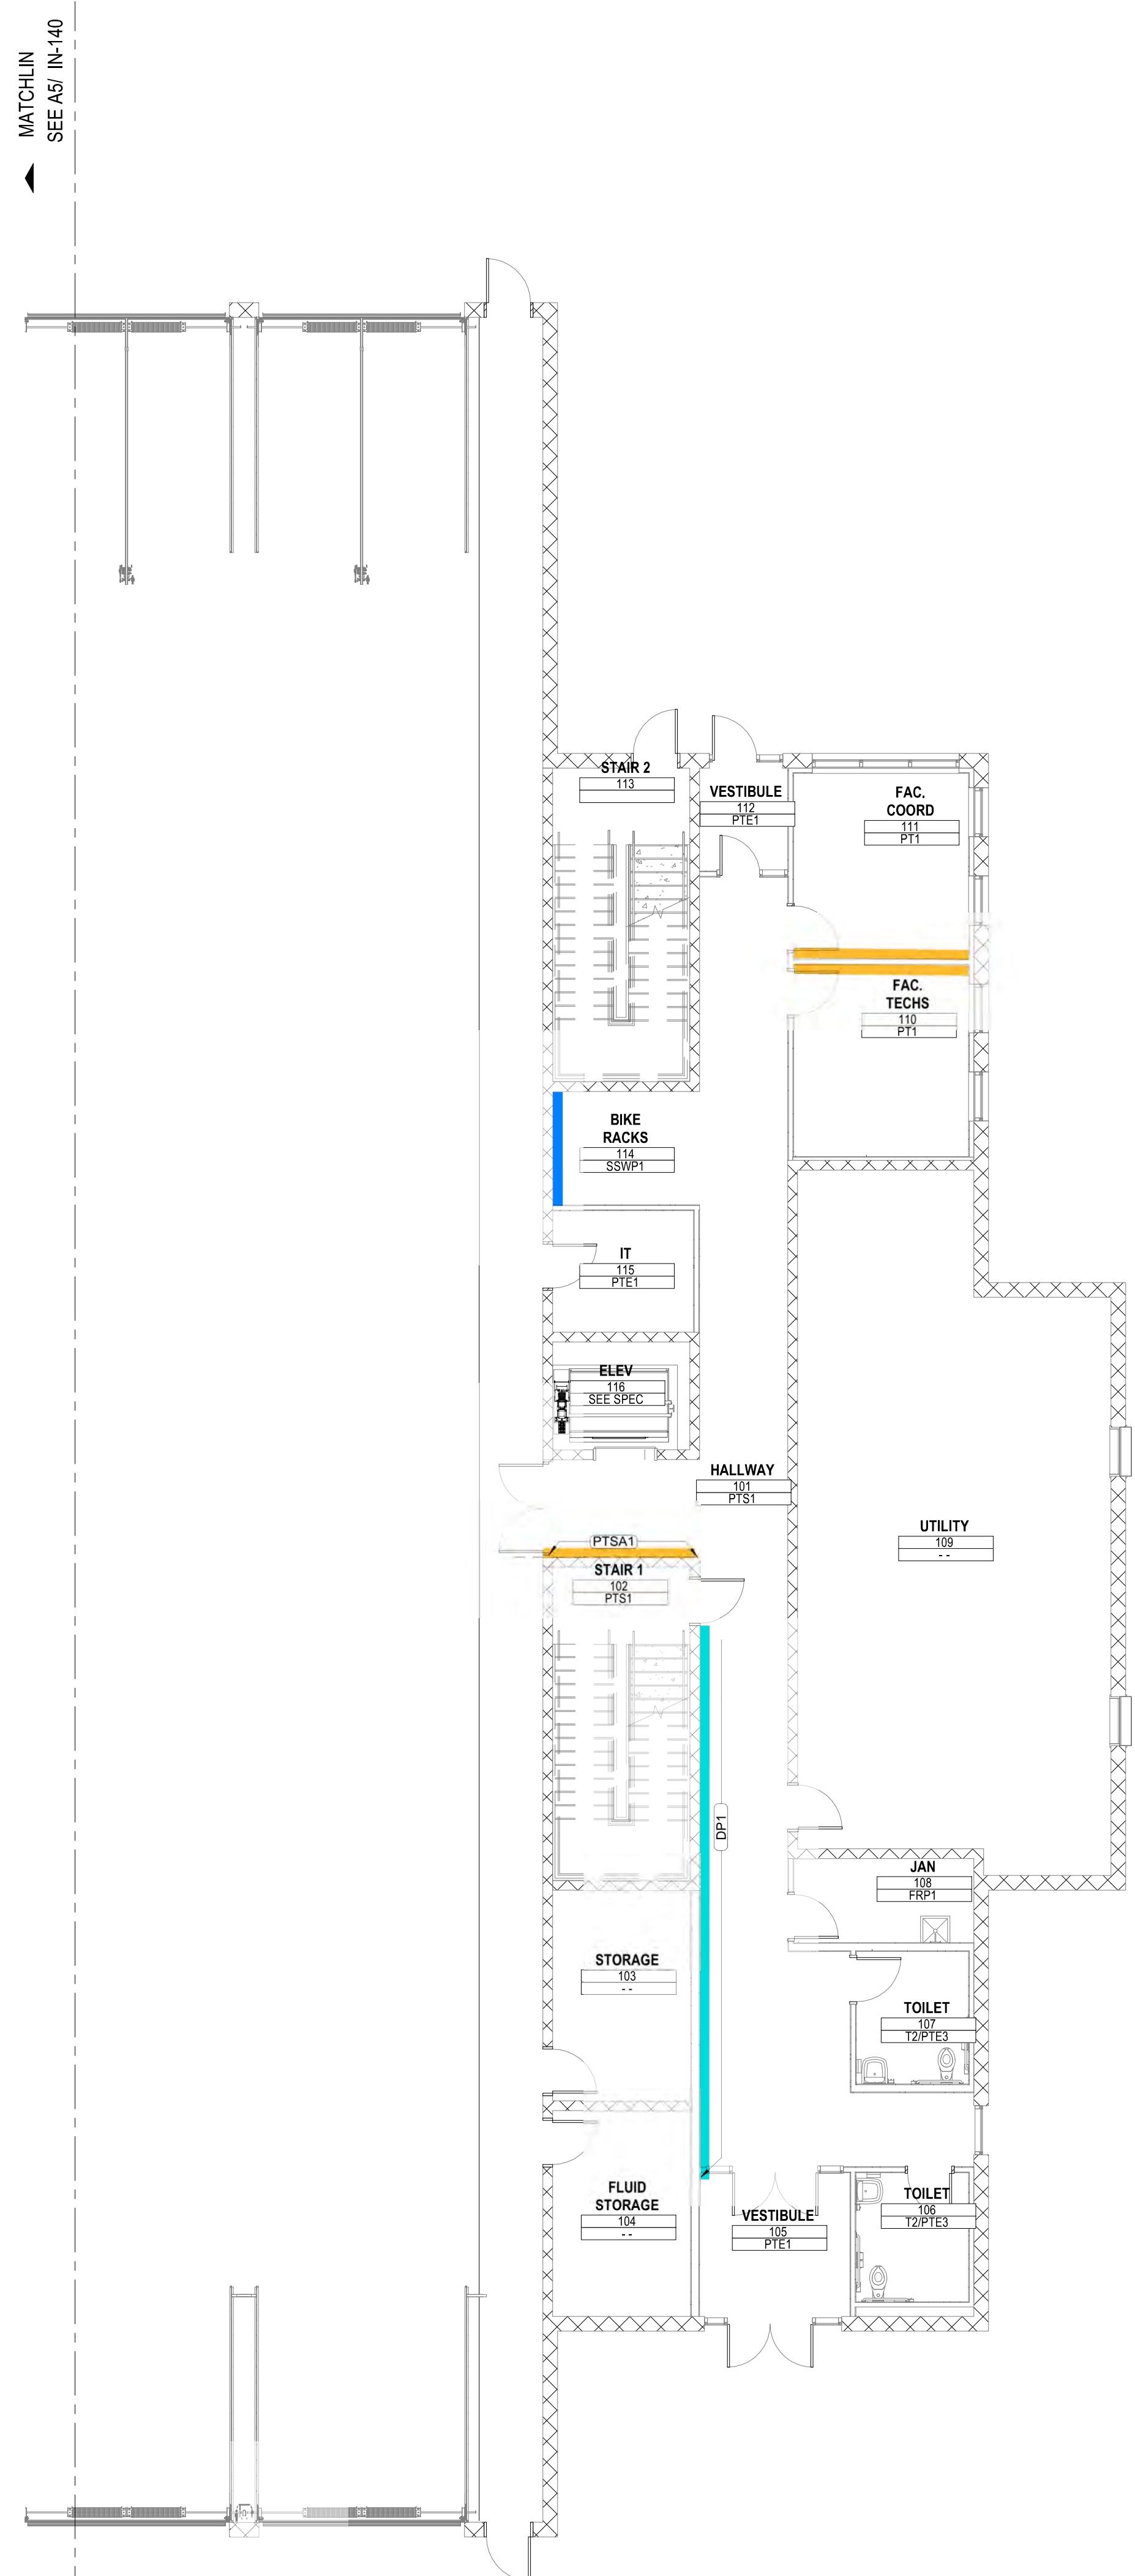 MATCHLIN
SEE A5/ IN-140
STAIR 2
113
VESTIBULE
112
PTE1
FAC.
COORD
111
PT1
FAC.
TECHS
110
PT1
BIKE
RACKS
114
SSWP1
IT
115
PTE1
ELEV
116
SEE SPEC
HALLWAY
101
PTS1
UTILITY
109
- -
PTSA1
STAIR 1
102
PTS1
DP1
JAN
108
FRP1
STORAGE
103
- -
TOILET
107
T2/PTE3
FLUID
STORAGE
104
- -
VESTIBULE
105
PTE1
TOILET
106
T2/PTE3